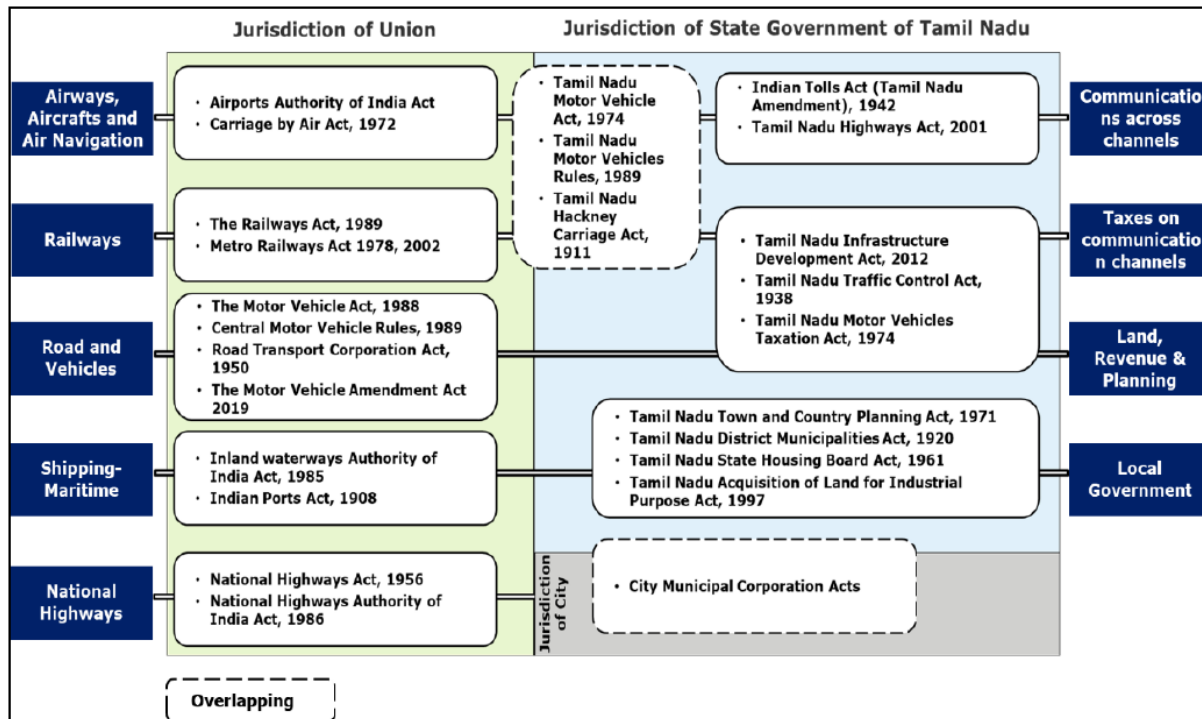 Jurisdiction of Union
Jurisdiction of State Government of Tamil Nadu
Airways,
Aircrafts and
Air Navigation
· Airports Authority of India Act
· Carriage by Air Act, 1972
· Tamil Nadu
Motor Vehicle
Act, 1974
· Tamil Nadu
Motor Vehicles
Rules, 1989
· Tamil Nadu
Hackney
Carriage Act,
1911
· Indian Tolls Act (Tamil Nadu
Amendment), 1942
· Tamil Nadu Highways Act, 2001
Communicatio
ns across
channels
Railways
· The Railways Act, 1989
· Metro Railways Act 1978, 2002
· Tamil Nadu Infrastructure
Development Act, 2012
· Tamil Nadu Traffic Control Act,
1938
· Tamil Nadu Motor Vehicles
Taxation Act, 1974
Taxes on
communicatio
n channels
Road and
Vehicles
· The Motor Vehicle Act, 1988
· Central Motor Vehicle Rules, 1989
· Road Transport Corporation Act,
1950
· The Motor Vehicle Amendment Act
2019
Land,
Revenue &
Planning
Shipping-
Maritime
· Inland waterways Authority of
India Act, 1985
· Indian Ports Act, 1908
· Tamil Nadu Town and Country Planning Act, 1971
· Tamil Nadu District Municipalities Act, 1920
· Tamil Nadu State Housing Board Act, 1961
· Tamil Nadu Acquisition of Land for Industrial
Purpose Act, 1997
Local
Government
National
Highways
· National Highways Act, 1956
· National Highways Authority of
India Act, 1986
Jurisdiction
of City
· City Municipal Corporation Acts
Overlapping